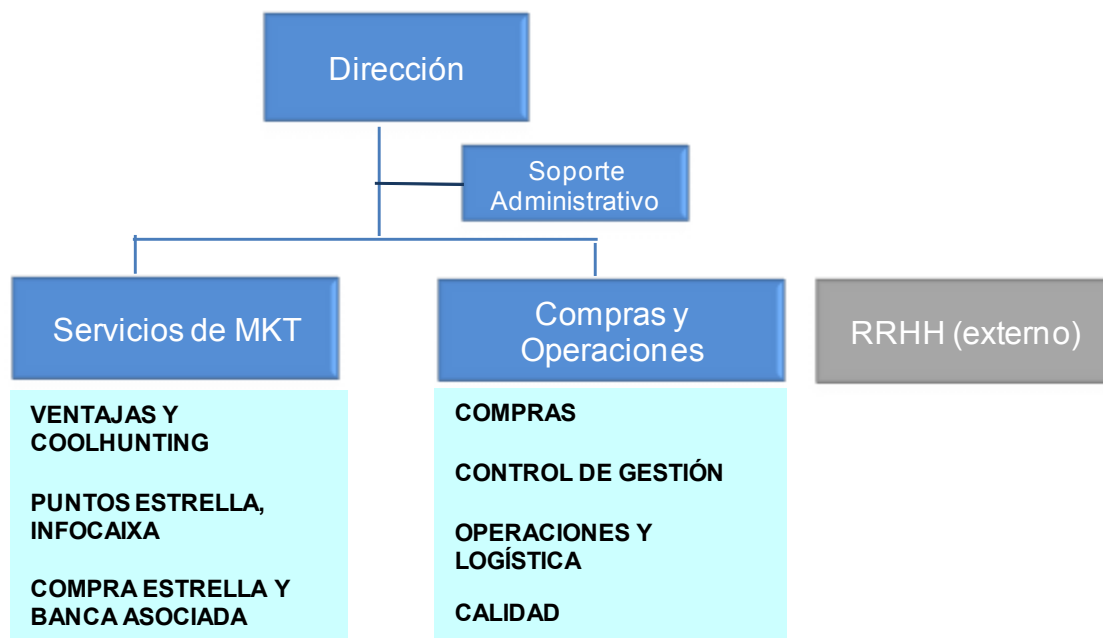 Dirección
Soporte
Administrativo
Servicios de MKT
Compras y
Operaciones
RRHH (externo)
VENTAJAS Y
COOLHUNTING
PUNTOS ESTRELLA,
INFOCAIXA
COMPRA ESTRELLA Y
BANCA ASOCIADA
COMPRAS
CONTROL DE GESTIÓN
OPERACIONES Y
LOGÍSTICA
CALIDAD